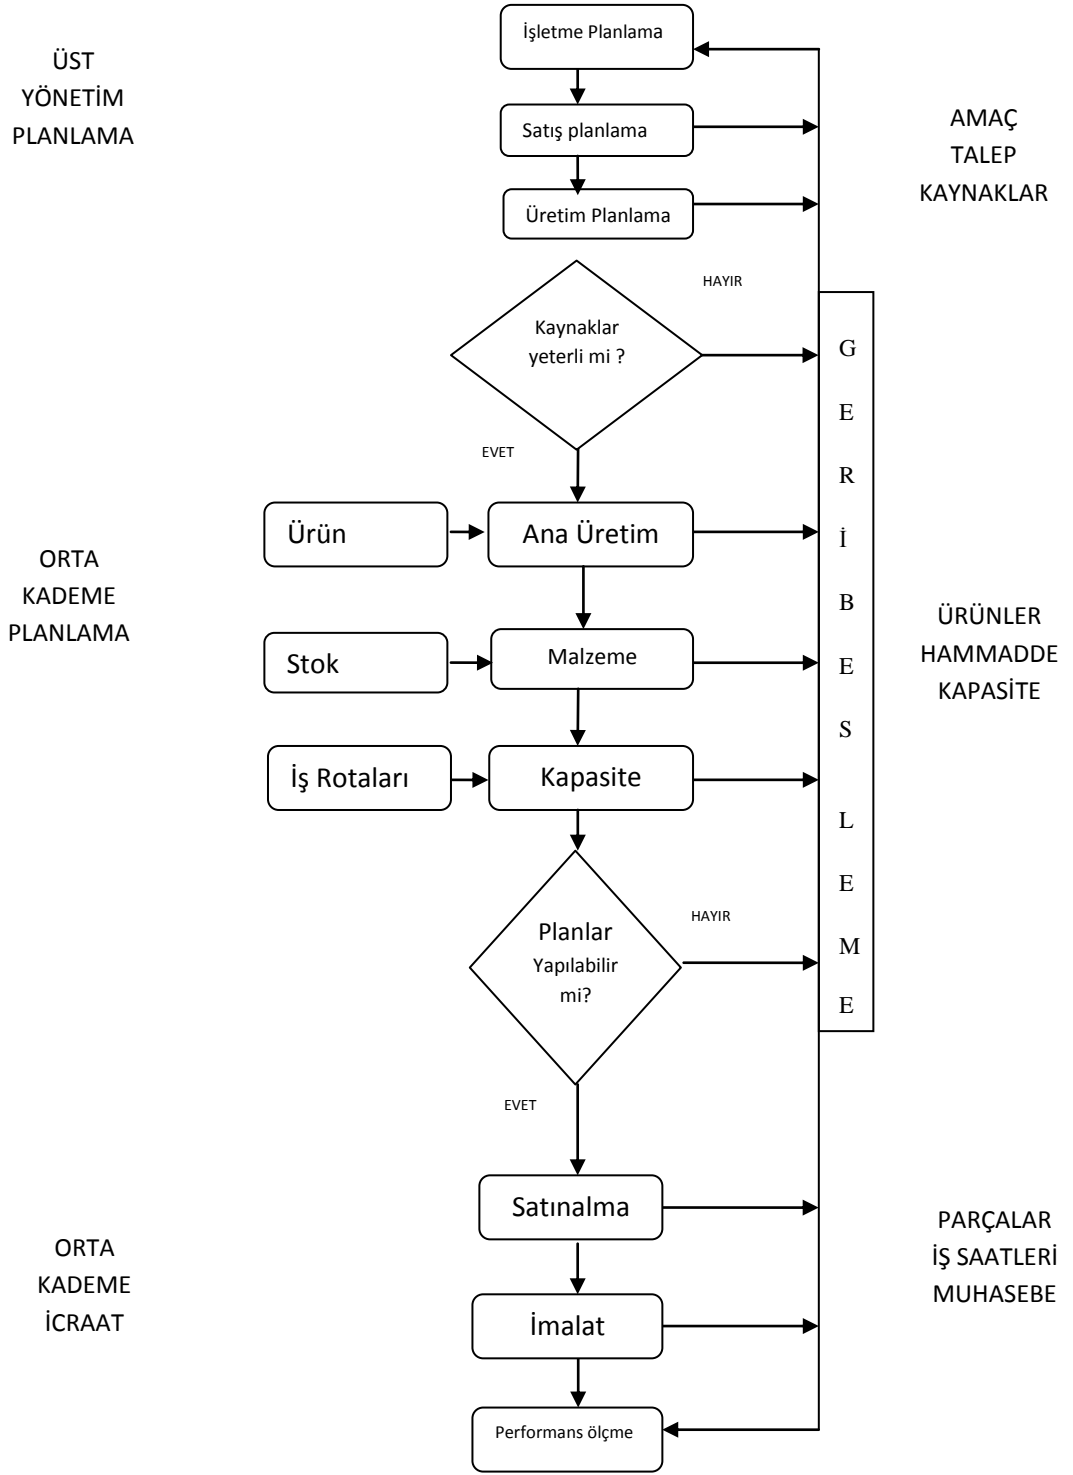 İşletme Planlama
ÜST
YÖNETİM
PLANLAMA
Satış planlama
AMAÇ
TALEP
KAYNAKLAR
Üretim Planlama
HAYIR
Kaynaklar
yeterli mi ?
EVET
G
E
R
İ
B
E
S
L
E
M
E
Ürün
Ana Üretim
ORTA
KADEME
PLANLAMA
Stok
Malzeme
ÜRÜNLER
HAMMADDE
KAPASİTE
İş Rotaları
Kapasite
HAYIR
Planlar
Yapılabilir
mi?
EVET
Satınalma
ORTA
KADEME
İCRAAT
PARÇALAR
İŞ SAATLERİ
MUHASEBE
İmalat
Performans ölçme